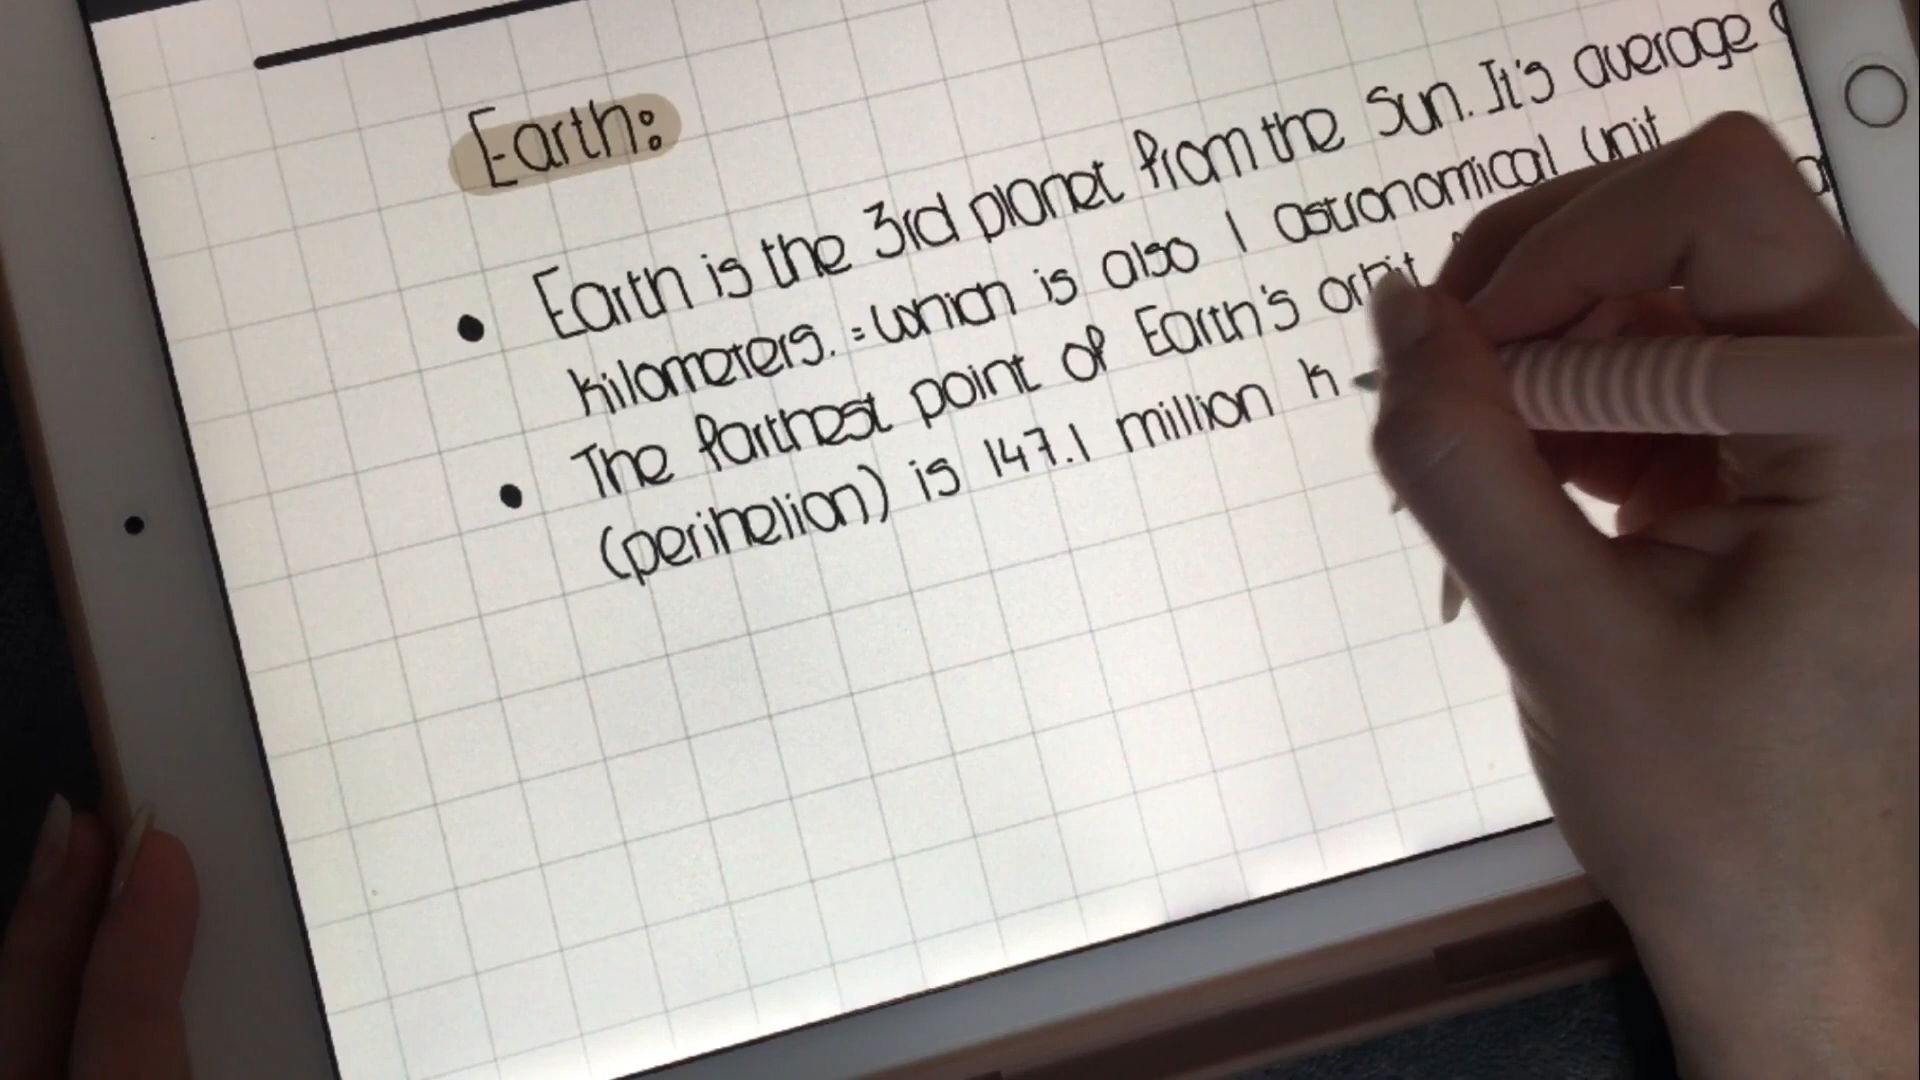 Earth:
• Earth is the 3rd planet from the Sun. It's average
kilometers. = which is also 1 astronomical unit
• The farthest point of Earth's orbit
(perihelion) is 147.1 million k